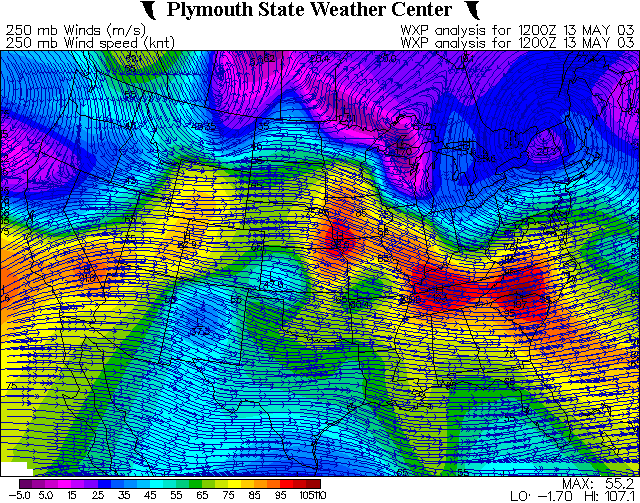 Plymouth State Weather Center
250 mb Winds (m/s) WXP analysis for 1200Z 13 MAY 03
250 mb Wind speed (knt) WXP analysis for 1200Z 13 MAY 03
MAX: 55.2
-5.0 5.0 15 25 35 45 55 65 75 85 95 105110 LO: -1.70 HI: 107.1